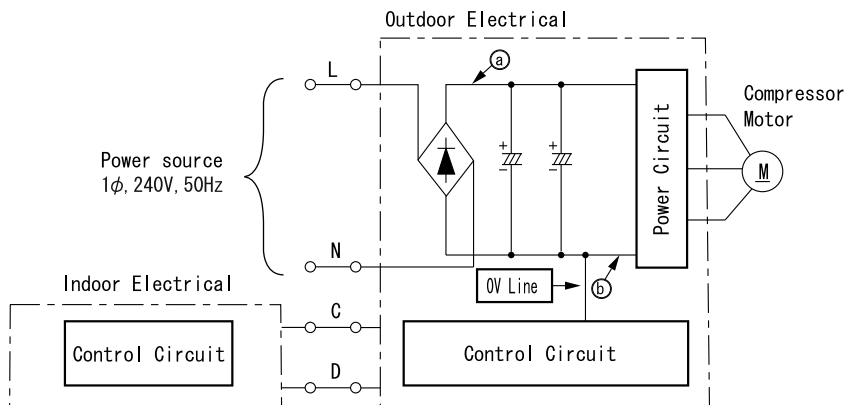 Outdoor Electrical
L
ⓐ
Compressor
Motor
Power source
1φ, 240V, 50Hz
+
-
+
-
Power Circuit
M
N
Indoor Electrical
0V Line
ⓑ
C
Control Circuit
Control Circuit
D